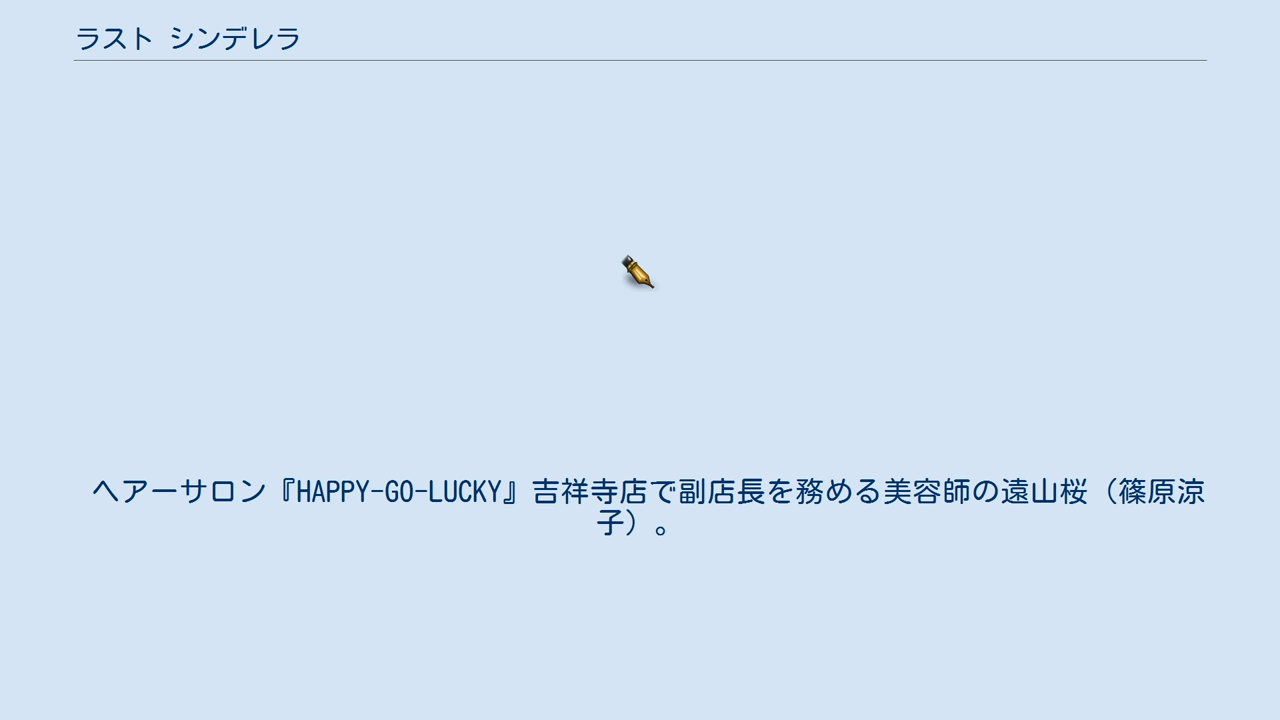 ラスト シンデレラ
ヘアーサロン『HAPPY-GO-LUCKY』吉祥寺店で副店長を務める美容師の遠山桜（篠原涼
子）。